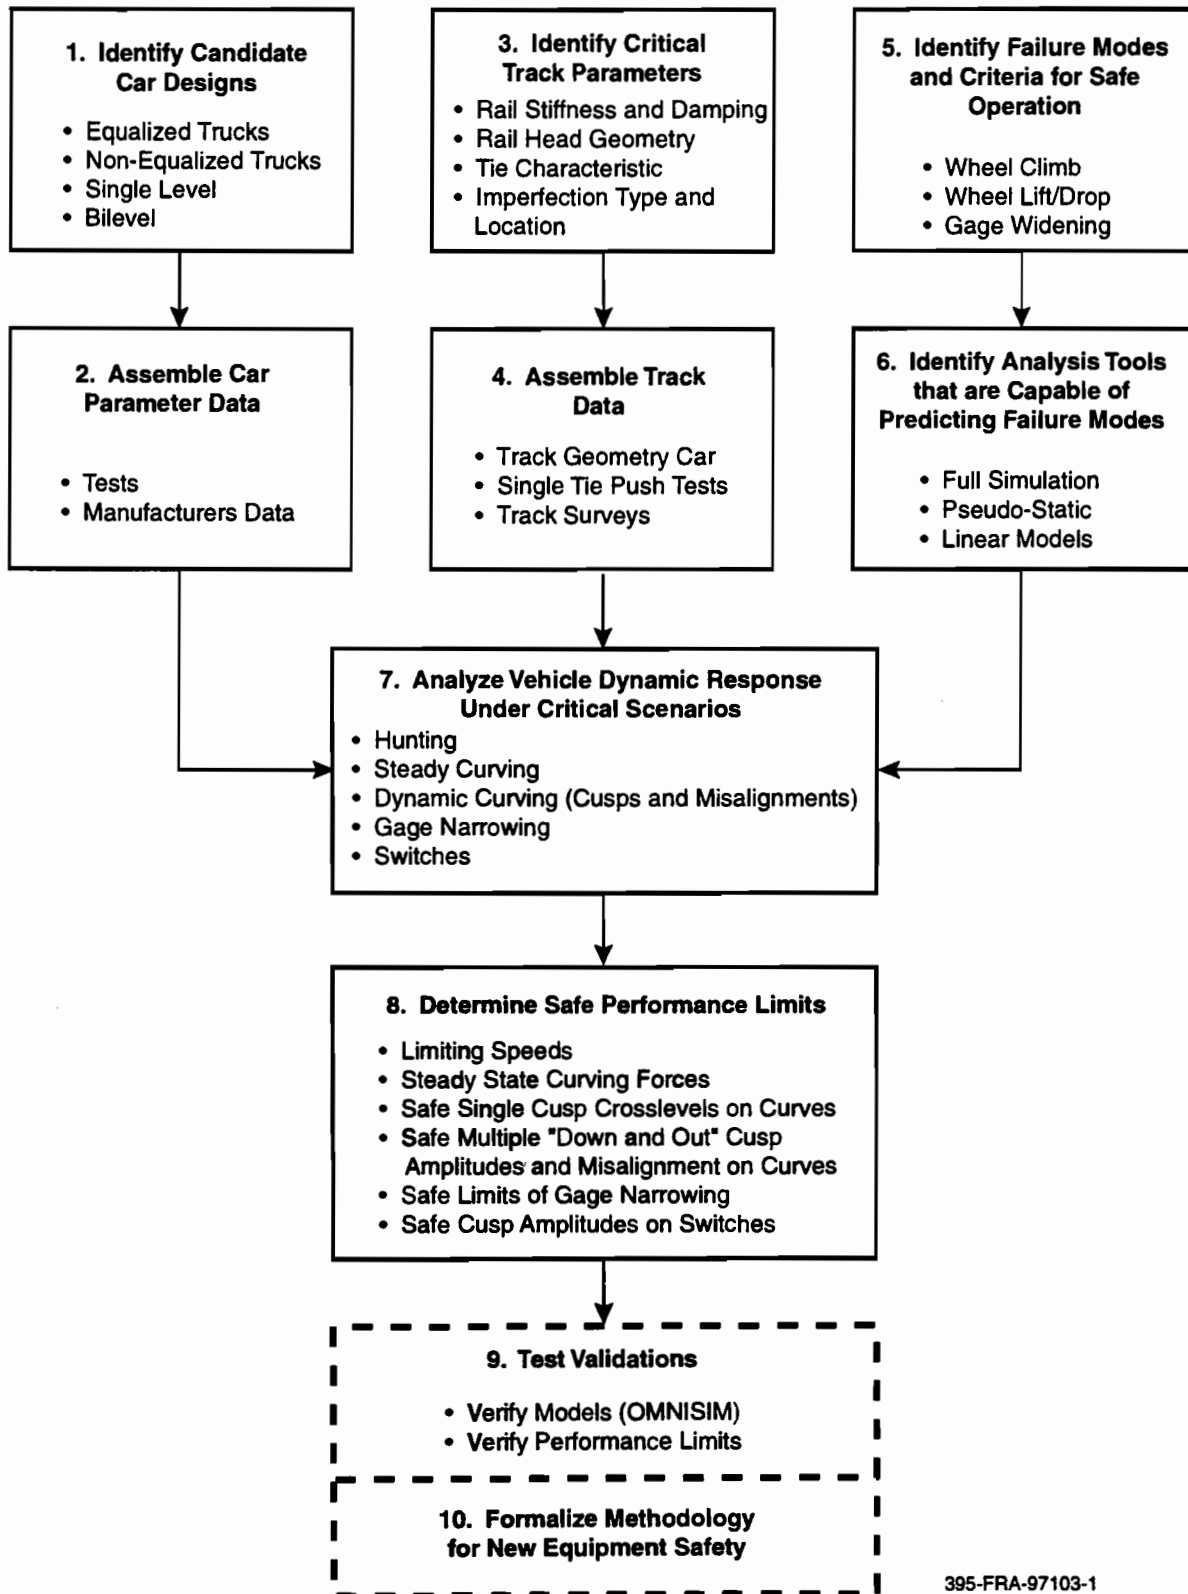 1. Identify Candidate
Car Designs
• Equalized Trucks
• Non-Equalized Trucks
• Single Level
• Bilevel
3. Identify Critical
Track Parameters
• Rail Stiffness and Damping
• Rail Head Geometry
• Tie Characteristic
• Imperfection Type and
Location
5. Identify Failure Modes
and Criteria for Safe
Operation
• Wheel Climb
• Wheel Lift/Drop
• Gage Widening
2. Assemble Car
Parameter Data
• Tests
• Manufacturers Data
4. Assemble Track
Data
• Track Geometry Car
• Single Tie Push Tests
• Track Surveys
6. Identify Analysis Tools
that are Capable of
Predicting Failure Modes
• Full Simulation
• Pseudo-Static
• Linear Models
7. Analyze Vehicle Dynamic Response
Under Critical Scenarios
• Hunting
• Steady Curving
• Dynamic Curving (Cusps and Misalignments)
• Gage Narrowing
• Switches
8. Determine Safe Performance Limits
• Limiting Speeds
• Steady State Curving Forces
• Safe Single Cusp Crosslevels on Curves
• Safe Multiple "Down and Out" Cusp
Amplitudes and Misalignment on Curves
• Safe Limits of Gage Narrowing
• Safe Cusp Amplitudes on Switches
9. Test Validations
• Verify Models (OMNISIM)
• Verify Performance Limits
10. Formalize Methodology
for New Equipment Safety
395-FRA-97103-1